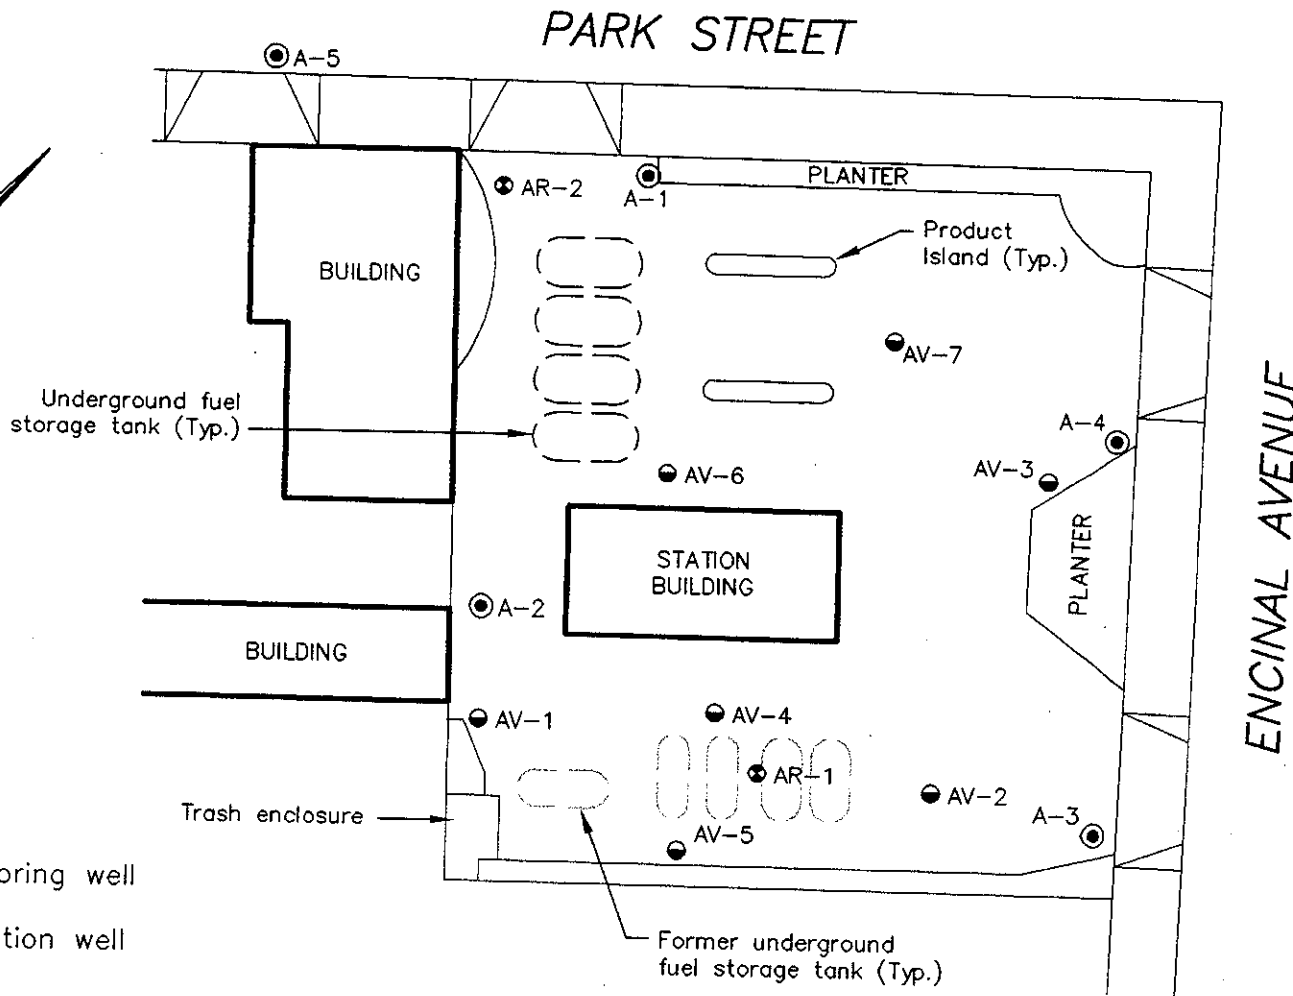 PARK STREET
A-5
PLANTER
AR-2
A-1
Product
Island (Typ.)
BUILDING
AV-7
Underground fuel
storage tank (Typ.)
A-4
AV-3
AV-6
ENCINAL AVENUE
STATION
BUILDING
PLANTER
A-2
BUILDING
AV-1
AV-4
AR-1
AV-2
Trash enclosure
A-3
AV-5
oring well
tion well
Former underground
fuel storage tank (Typ.)